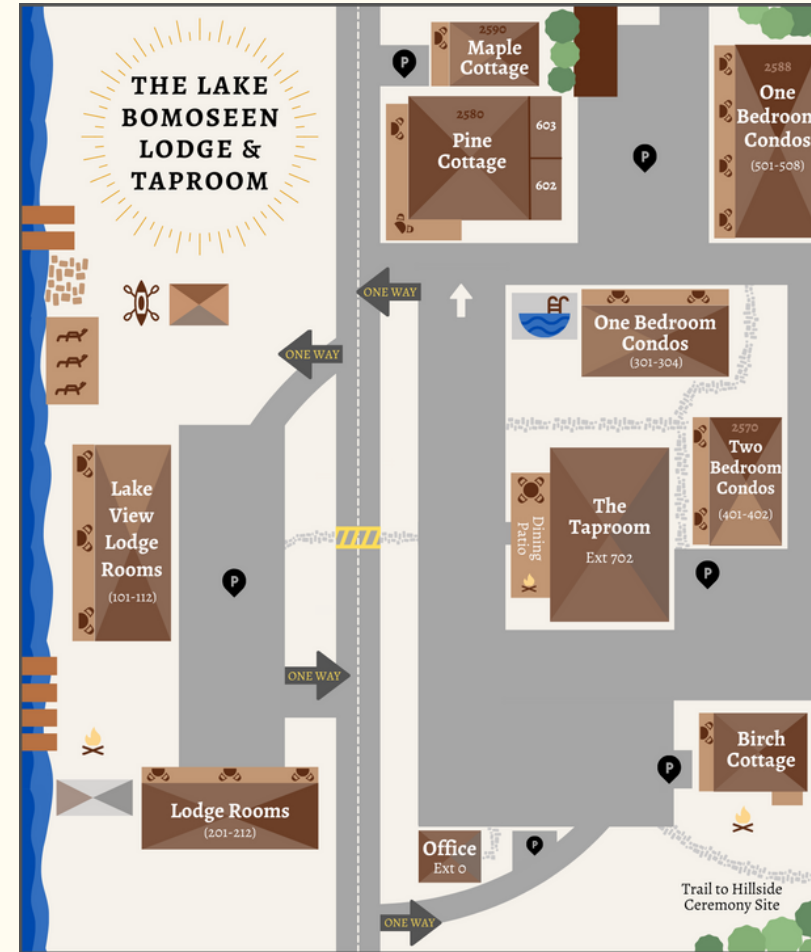 THE LAKE
BOMOSEEN
LODGE &
TAPROOM
P
2590
Maple
Cottage
2580
Pine
Cottage
603
602
P
2588
One
Bedroom
Condos
(501-508)
ONE WAY
ONE WAY
One Bedroom
Condos
(301-304)
2570
Two
Bedroom
Condos
(401-402)
Lake
View
Lodge
Rooms
(101-112)
P
The
Taproom
Ext 702
Dining
Patio
P
ONE WAY
Birch
Cottage
P
Lodge Rooms
(201-212)
Office
Ext 0
P
Trail to Hillside
Ceremony Site
ONE WAY